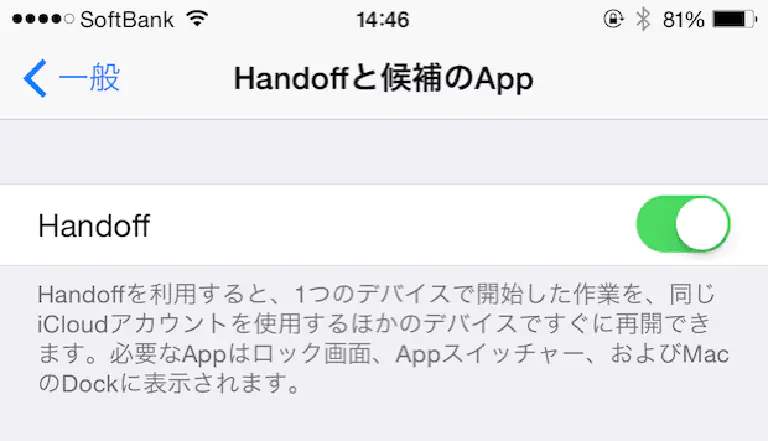 SoftBank 14:46 81%
一般 Handoffと候補のApp
Handoff
Handoffを利用すると、1つのデバイスで開始した作業を、同じ
iCloudアカウントを使用するほかのデバイスですぐに再開でき
ます。必要なAppはロック画面、Appスイッチャー、およびMac
のDockに表示されます。